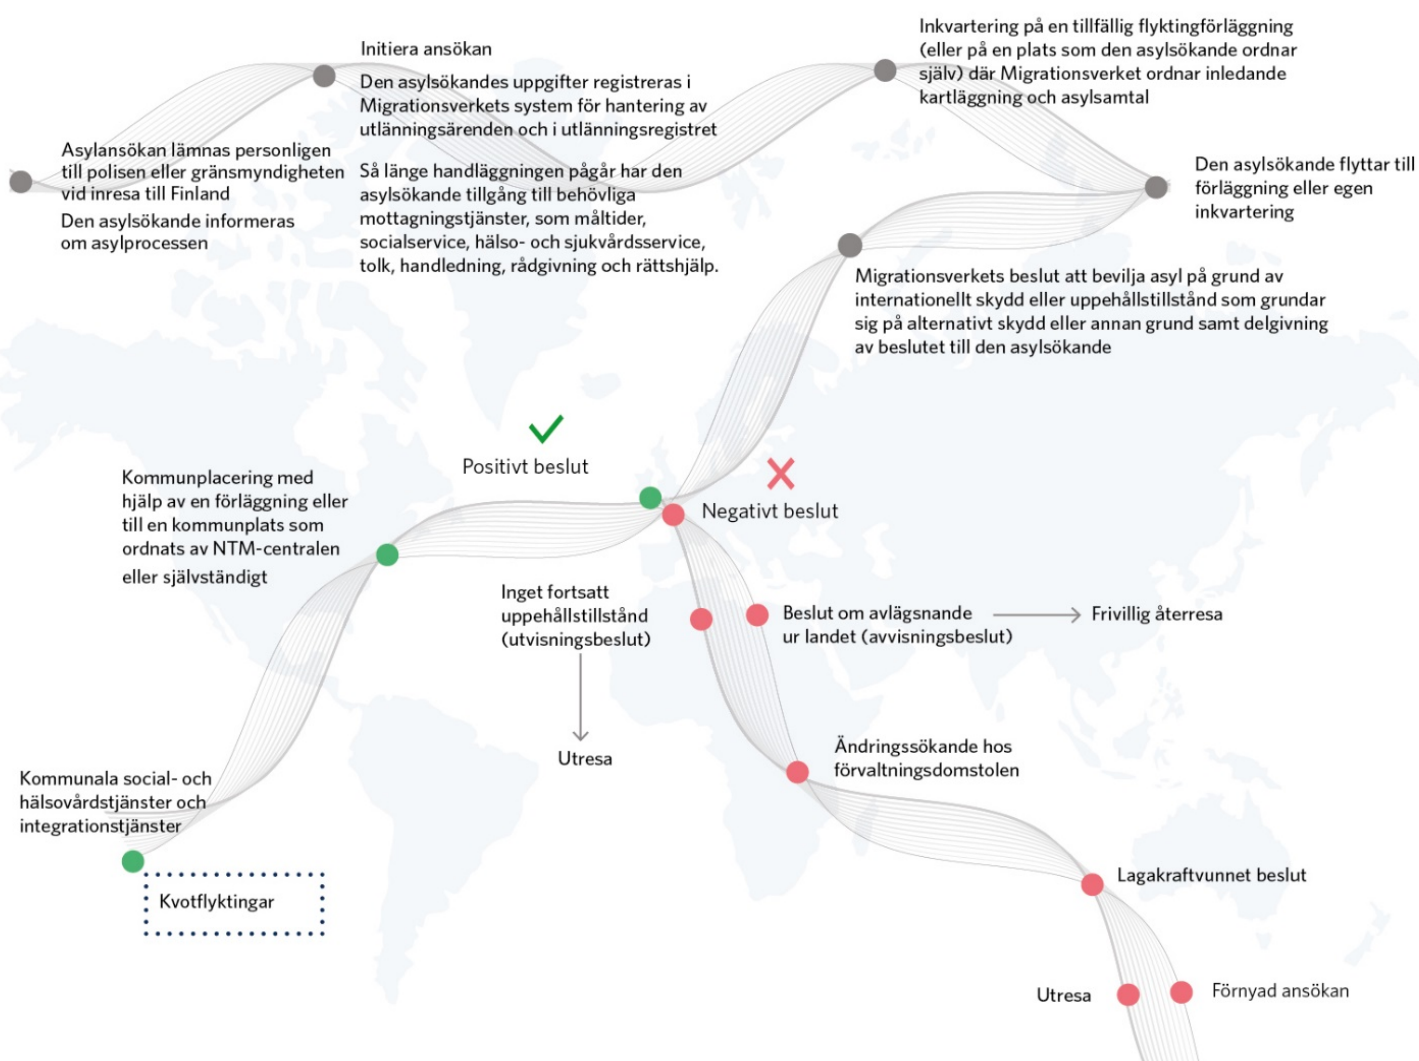 Asylansökan lämnas personligen
till polisen eller gränsmyndigheten
vid inresa till Finland
Den asylsökande informeras
om asylprocessen
Initiera ansökan
Den asylsökandes uppgifter registreras i
Migrationsverkets system för hantering av
utlänningsärenden och i utlänningsregistret
Så länge handläggningen pågår har den
asylsökande tillgång till behövliga
mottagningstjänster, som måltider,
socialservice, hälso- och sjukvårdsservice,
tolk, handledning, rådgivning och rättshjälp.
Inkvartering på en tillfällig flyktingförläggning
(eller på en plats som den asylsökande ordnar
själv) där Migrationsverket ordnar inledande
kartläggning och asylsamtal
Den asylsökande flyttar till
förläggning eller egen
inkvartering
Migrationsverkets beslut att bevilja asyl på grund av
internationellt skydd eller uppehållstillstånd som grundar
sig på alternativt skydd eller annan grund samt delgivning
av beslutet till den asylsökande
Positivt beslut
Kommunplacering med
hjälp av en förläggning eller
till en kommunplats som
ordnats av NTM-centralen
eller självständigt
Kommunala social- och
hälsovårdstjänster och
integrationstjänster
Kvotflyktingar
Negativt beslut
Inget fortsatt
uppehållstillstånd
(utvisningsbeslut)
Utresa
Beslut om avlägsnande
ur landet (avvisningsbeslut)
Frivillig återresa
Ändringssökande hos
förvaltningsdomstolen
Lagakraftvunnet beslut
Utresa
Förnyad ansökan